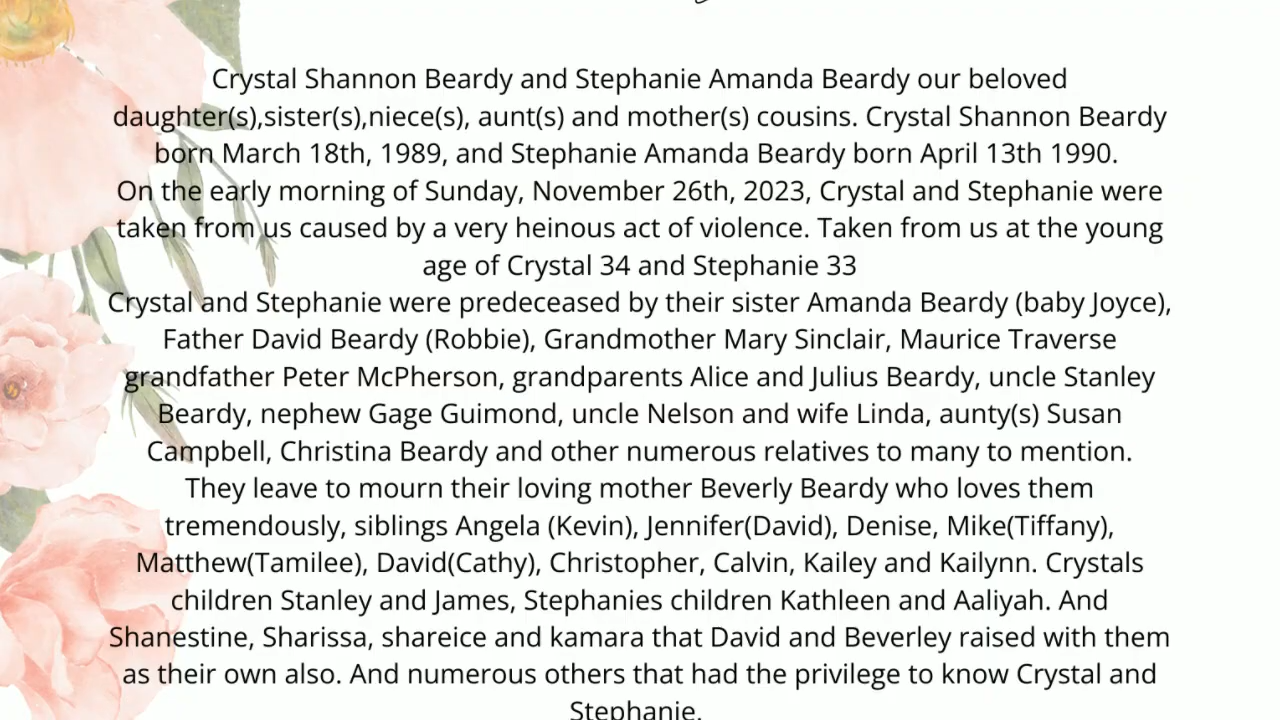 Crystal Shannon Beardy and Stephanie Amanda Beardy our beloved
daughter(s),sister(s),niece(s), aunt(s) and mother(s) cousins. Crystal Shannon Beardy
born March 18th, 1989, and Stephanie Amanda Beardy born April 13th 1990.
On the early morning of Sunday, November 26th, 2023, Crystal and Stephanie were
taken from us caused by a very heinous act of violence. Taken from us at the young
age of Crystal 34 and Stephanie 33
Crystal and Stephanie were predeceased by their sister Amanda Beardy (baby Joyce),
Father David Beardy (Robbie), Grandmother Mary Sinclair, Maurice Traverse
grandfather Peter McPherson, grandparents Alice and Julius Beardy, uncle Stanley
Beardy, nephew Gage Guimond, uncle Nelson and wife Linda, aunty(s) Susan
Campbell, Christina Beardy and other numerous relatives to many to mention.
They leave to mourn their loving mother Beverly Beardy who loves them
tremendously, siblings Angela (Kevin), Jennifer(David), Denise, Mike(Tiffany),
Matthew(Tamilee), David(Cathy), Christopher, Calvin, Kailey and Kailynn. Crystals
children Stanley and James, Stephanies children Kathleen and Aaliyah. And
Shanestine, Sharissa, shareice and kamara that David and Beverley raised with them
as their own also. And numerous others that had the privilege to know Crystal and
Stephanie.